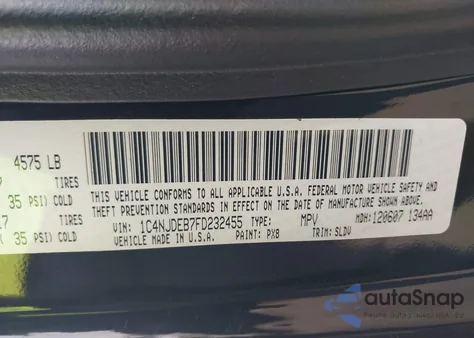 4575 LB
TIRES
35 PSI) COLD
TIRES
35 PSI) COLD
THIS VEHICLE CONFORMS TO ALL APPLICABLE U.S.A. FEDERAL MOTOR VEHICLE SAFETY AND
THEFT PREVENTION STANDARDS IN EFFECT ON THE DATE OF MANUFACTURE SHOWN ABOVE.
VIN: 1C4NJDEB7FD232455 TYPE: MPV MDH: 120607 134AA
VEHICLE MADE IN U.S.A. PAINT: PX8 TRIM: SLDV
autoSnap